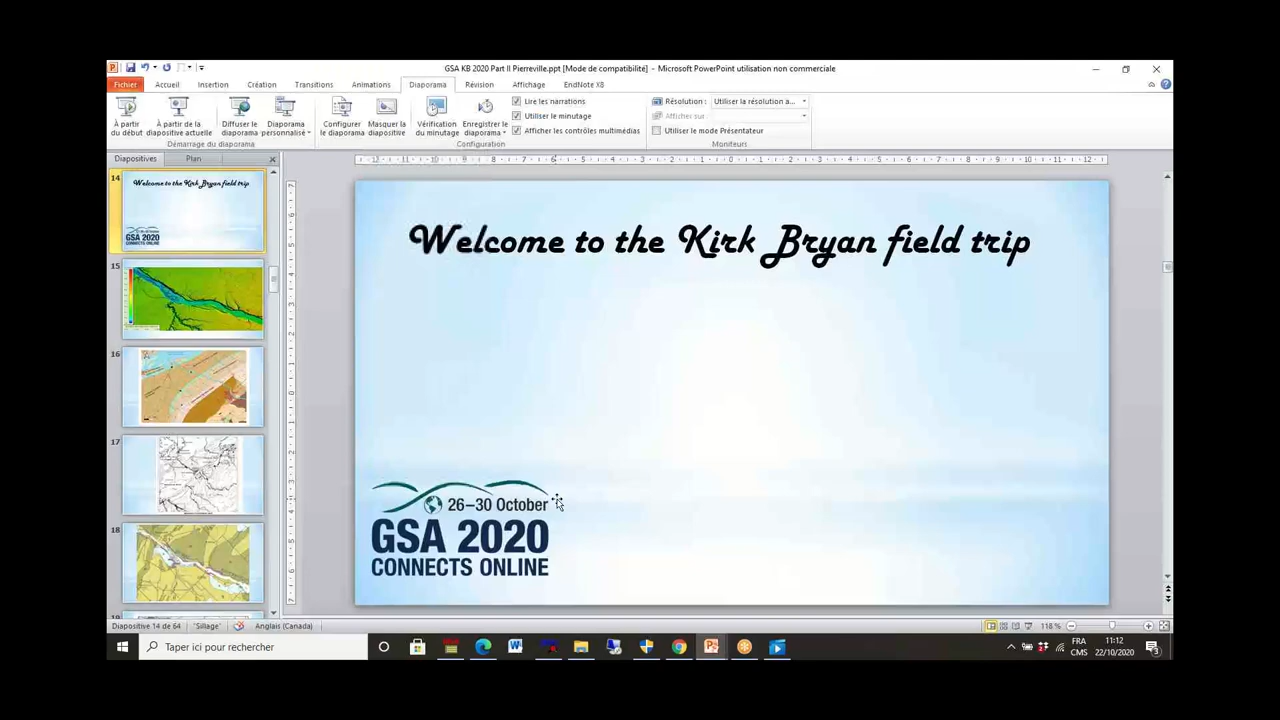 GSA KB 2020 Part II Pierreville.ppt [Mode de compatibilité] – Microsoft PowerPoint utilisation non commerciale
Fichier Accueil Insertion Création Transitions Animations Diaporama Révision Affichage EndNote X8
À partir du début
À partir de la diapositive actuelle
Diffuser le diaporama
Diaporama personnalisé
Démarrage du diaporama
Configurer le diaporama
Masquer la diapositive
Vérification du minutage
Enregistrer le diaporama
Lire les narrations
Utiliser le minutage
Afficher les contrôles multimédias
Configuration
Résolution : Utiliser la résolution a...
Afficher sur :
Utiliser le mode Présentateur
Moniteurs
Diapositives Plan
14
Welcome to the Kirk Bryan field trip
GSA 2020
CONNECTS ONLINE
15
16
17
18
Welcome to the Kirk Bryan field trip
26–30 October
GSA 2020
CONNECTS ONLINE
Diapositive 14 de 64 "Sillage" Anglais (Canada) 118 %
Taper ici pour rechercher
FRA
CMS
11:12
22/10/2020